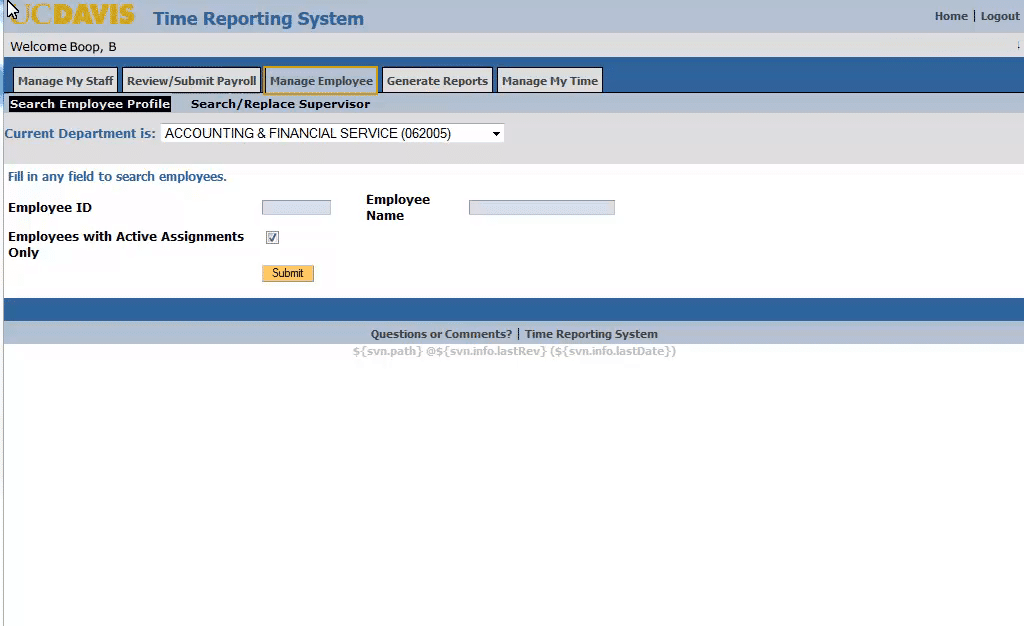 UCDAVIS Time Reporting System
Home | Logout
Welcome Boop, B
Manage My Staff Review/Submit Payroll Manage Employee Generate Reports Manage My Time
Search Employee Profile Search/Replace Supervisor
Current Department is: ACCOUNTING & FINANCIAL SERVICE (062005)
Fill in any field to search employees.
Employee ID
Employee
Name
Employees with Active Assignments
Only
Submit
Questions or Comments? | Time Reporting System
${svn.path} @${svn.info.lastRev} (${svn.info.lastDate})